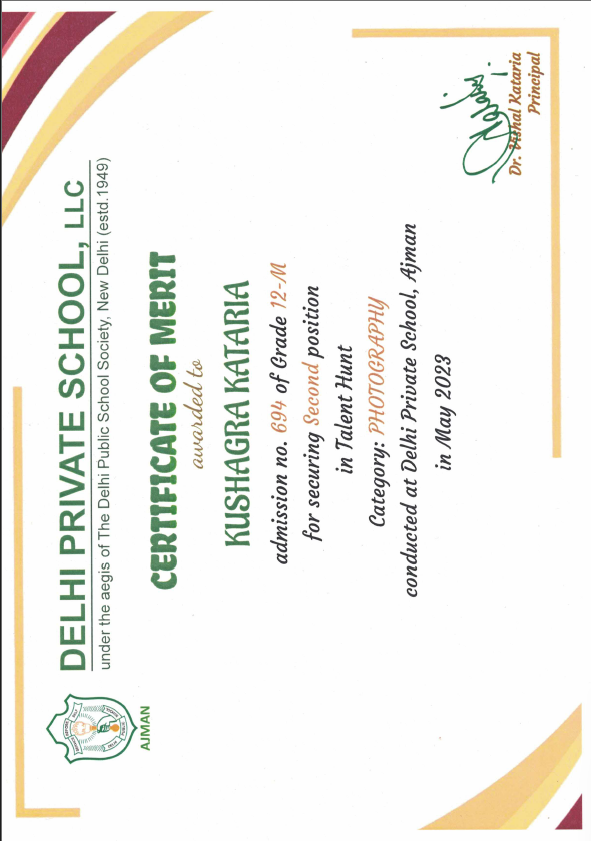 DELHI PRIVATE SCHOOL, LLC
under the aegis of The Delhi Public School Society, New Delhi (estd.1949)
AJMAN
CERTIFICATE OF MERIT
awarded to
KUSHAGRA KATARIA
admission no. 694 of Grade 12-M
for securing Second position
in Talent Hunt
Category: PHOTOGRAPHY
conducted at Delhi Private School, Ajman
in May 2023
Dr. Vishal Kataria
Principal